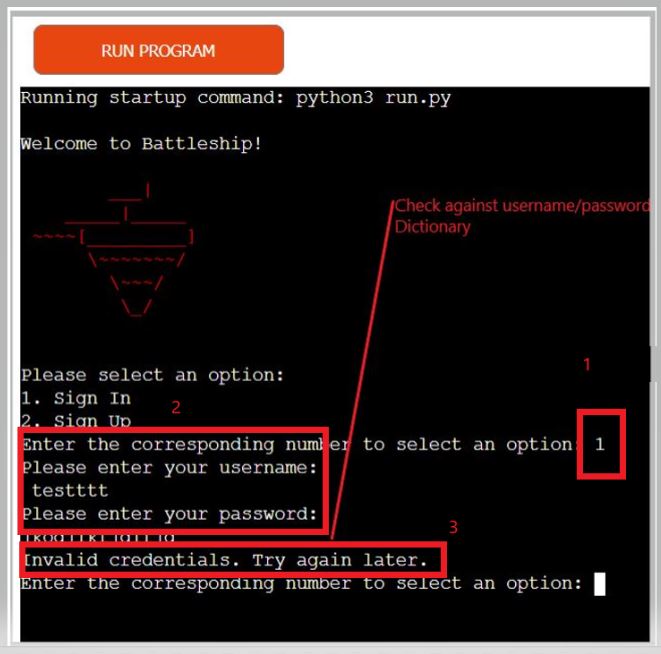 RUN PROGRAM
Running startup command: python3 run.py
Welcome to Battleship!
Check against username/password
Dictionary
1
Please select an option:
1. Sign In
2. Sign Up
2
Enter the corresponding number to select an option: 1
Please enter your username:
testttt
Please enter your password:
3
Invalid credentials. Try again later.
Enter the corresponding number to select an option: